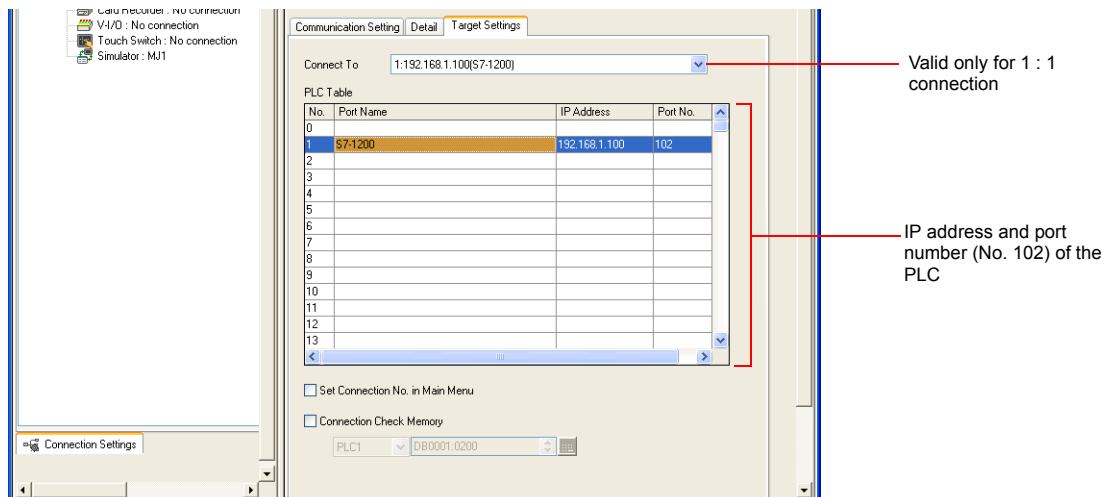 Card Recorder : No connection
V-I/O : No connection
Touch Switch : No connection
Simulator : MJ1
Connection Settings
Communication Setting Detail Target Settings
Connect To 1:192.168.1.100(S7-1200)
PLC Table
No. Port Name IP Address Port No.
0
1 S7-1200 192.168.1.100 102
2
3
4
5
6
7
8
9
10
11
12
13
Set Connection No. in Main Menu
Connection Check Memory
PLC1 DB0001:0200
Valid only for 1 : 1
connection
IP address and port
number (No. 102) of the
PLC